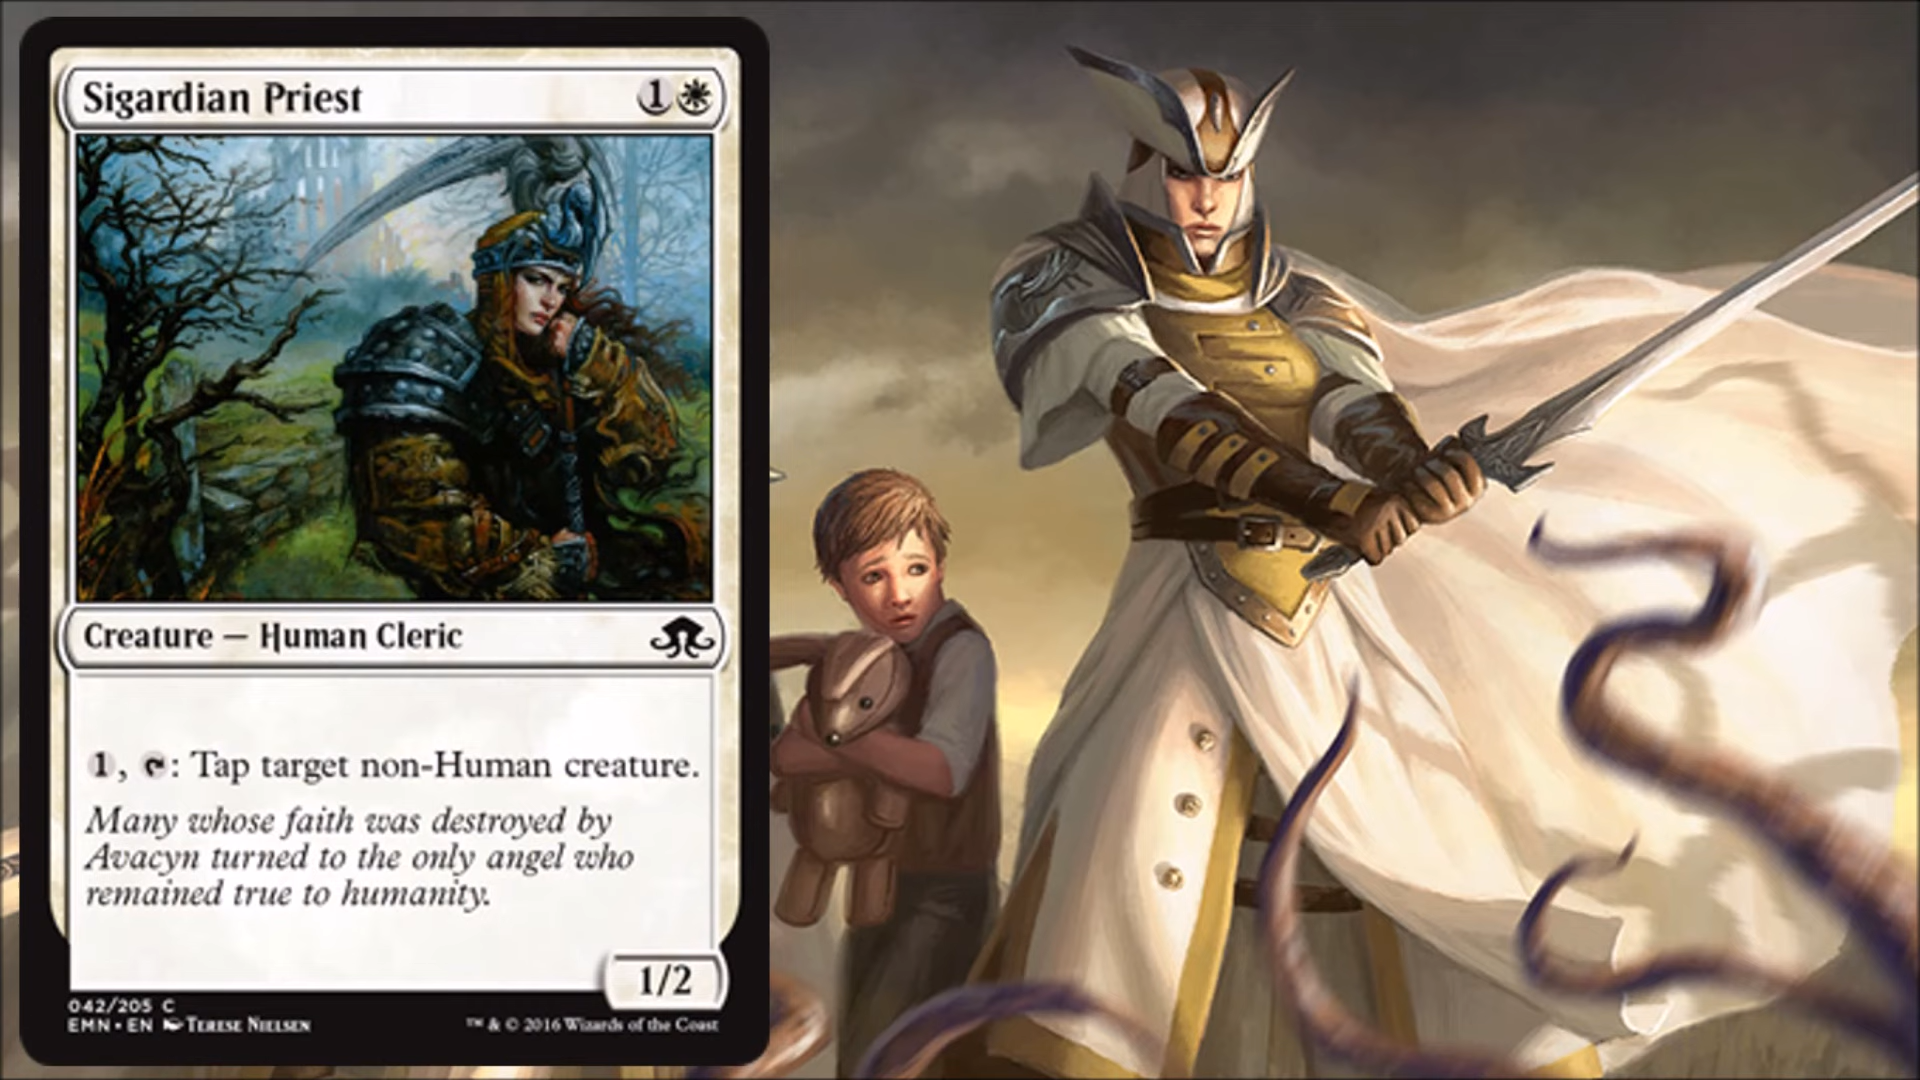 Sigardian Priest 1
Creature — Human Cleric
1, : Tap target non-Human creature.
Many whose faith was destroyed by
Avacyn turned to the only angel who
remained true to humanity.
1/2
042/205 C
EMN • EN Terese Nielsen
™ & © 2016 Wizards of the Coast